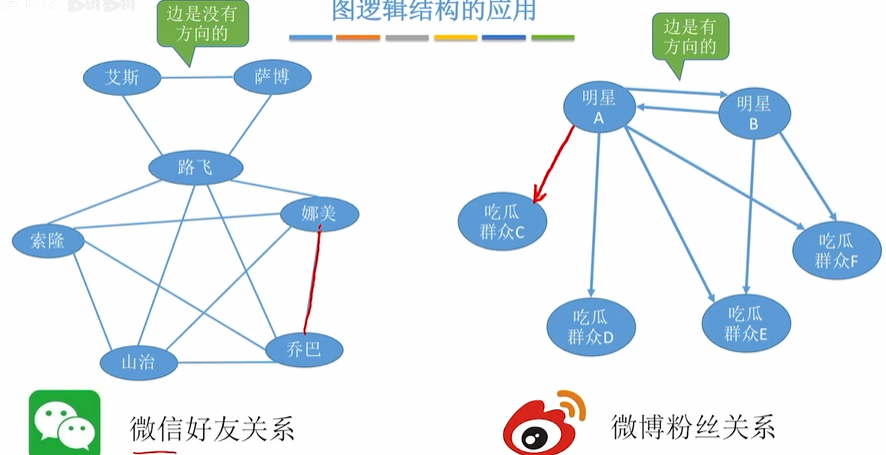 图逻辑结构的应用
边是没有
方向的
艾斯
萨博
路飞
娜美
索隆
山治
乔巴
微信好友关系
边是有
方向的
明星
A
明星
B
吃瓜
群众C
吃瓜
群众F
吃瓜
群众D
吃瓜
群众E
微博粉丝关系